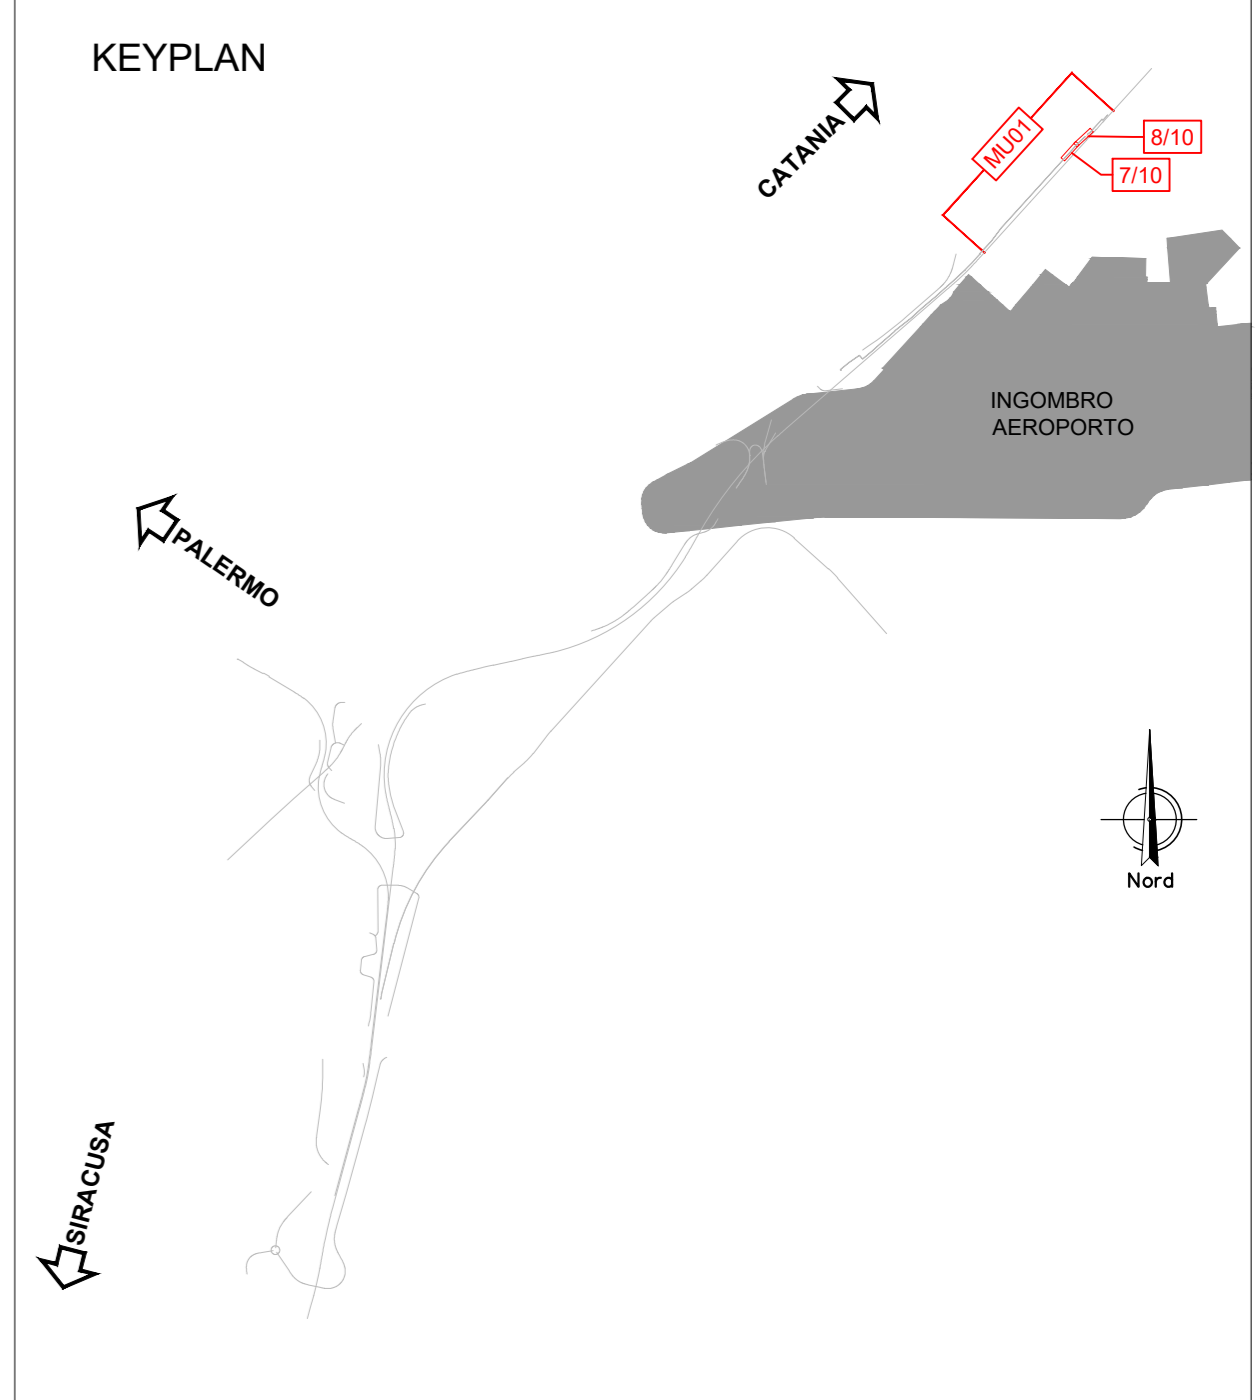 KEYPLAN
CATANIA
MU01
8/10
7/10
INGOMBRO
AEROPORTO
PALERMO
Nord
SIRACUSA